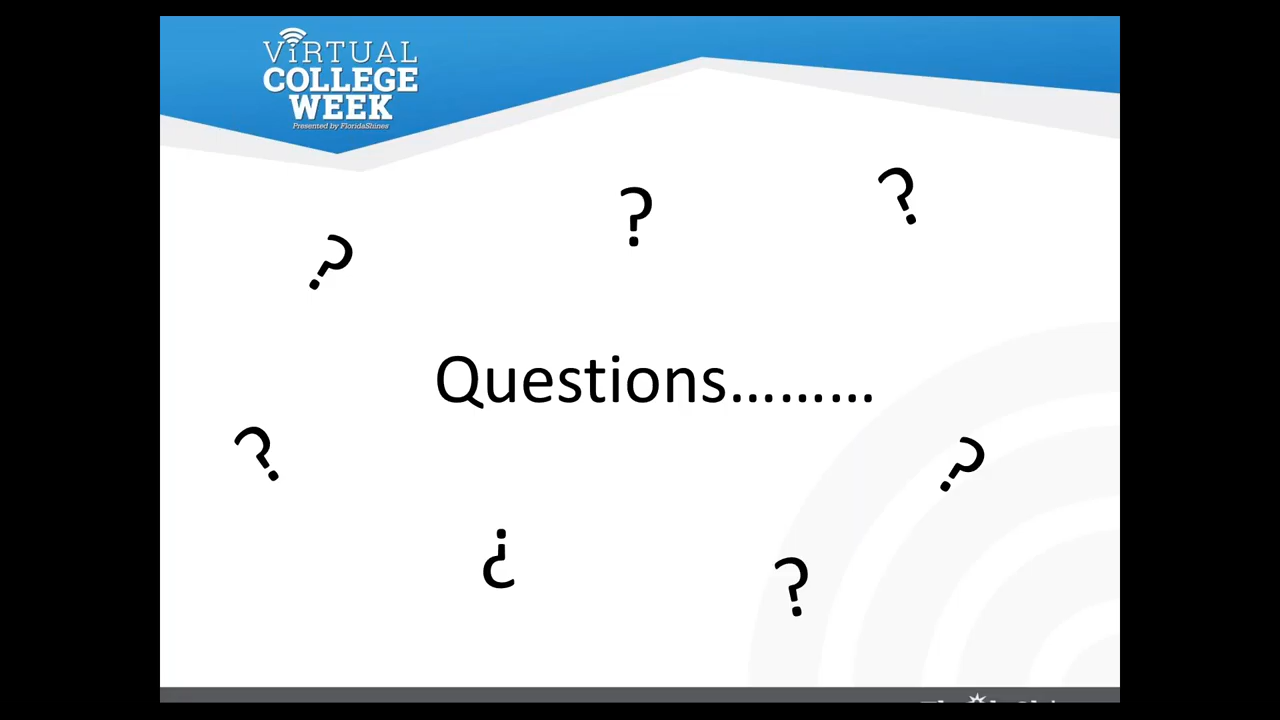 ViRTUAL
COLLEGE
WEEK
Presented by FloridaShines
?
?
?
Questions.........
?
?
¿
?